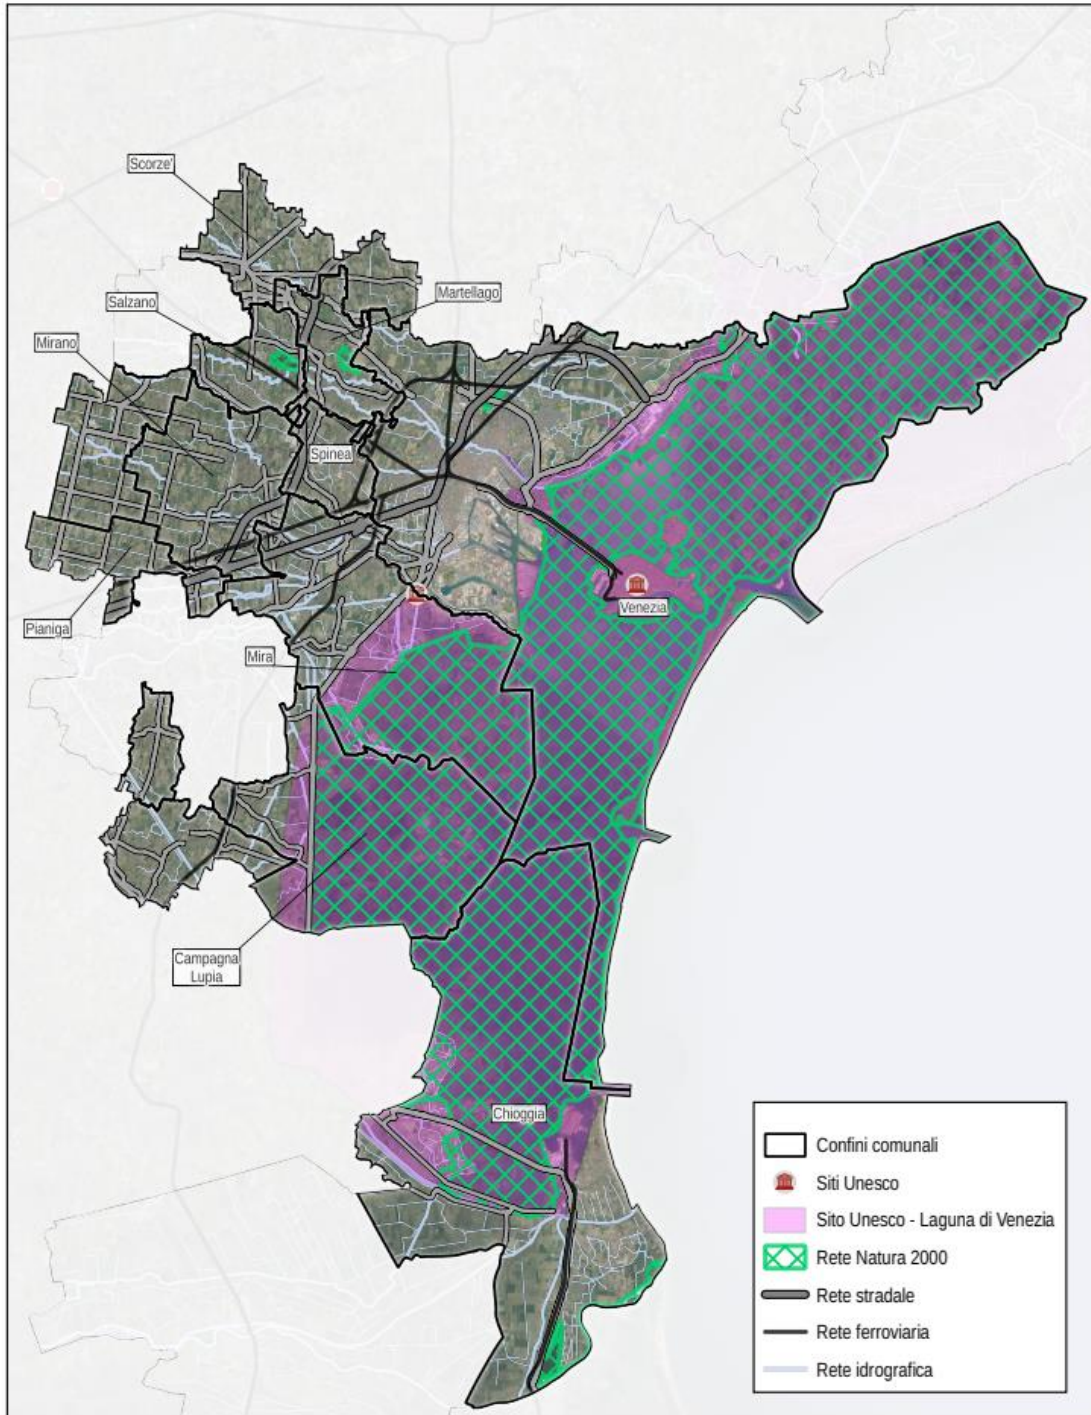 Scorze'
Martellago
Salzano
Mirano
Spinea
Venezia
Pianiga
Mira
Campagna
Lupia
Chioggia
Confini comunali
Siti Unesco
Sito Unesco - Laguna di Venezia
Rete Natura 2000
Rete stradale
Rete ferroviaria
Rete idrografica